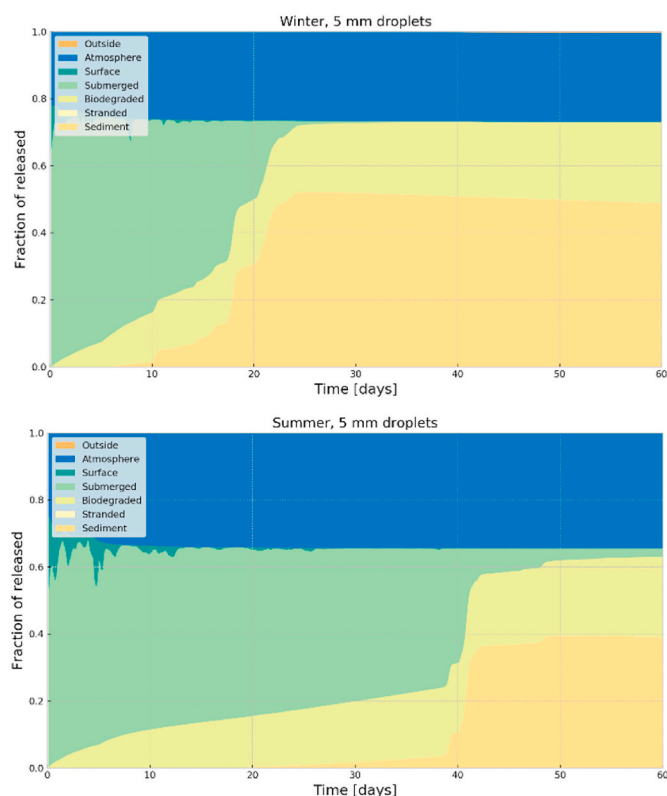 Winter, 5 mm droplets
1.0
Outside
Atmosphere
Surface
Submerged
Biodegraded
Stranded
Sediment
0.8
0.6
0.4
0.2
0.0
Fraction of released
0 10 20 30 40 50 60
Time [days]
Summer, 5 mm droplets
1.0
Outside
Atmosphere
Surface
Submerged
Biodegraded
Stranded
Sediment
0.8
0.6
0.4
0.2
0.0
Fraction of released
0 10 20 30 40 50 60
Time [days]